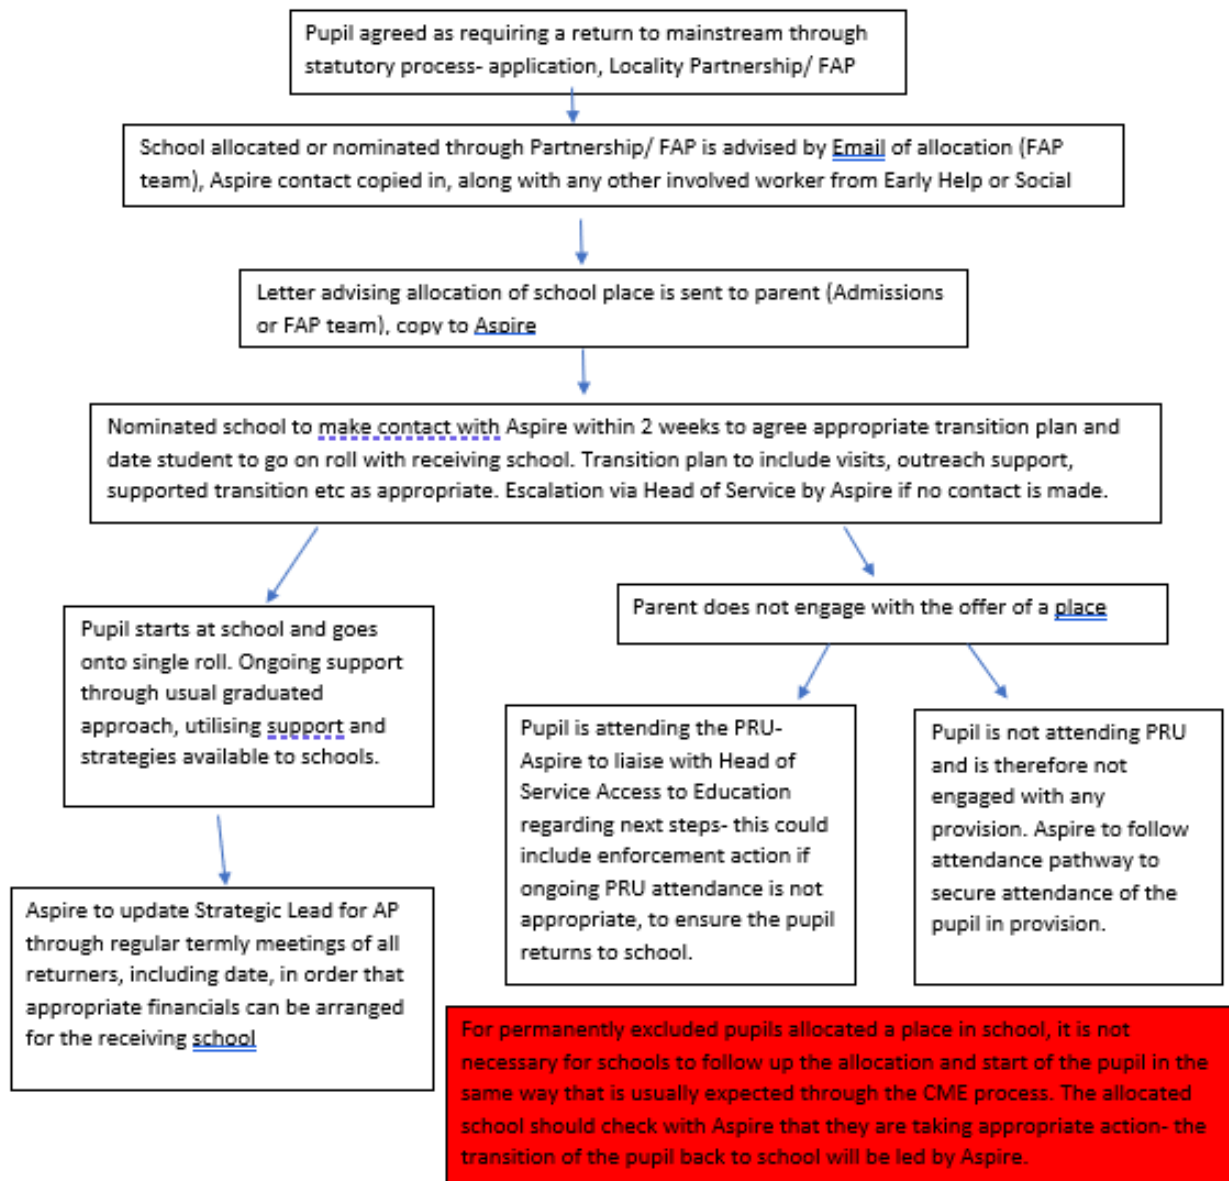 Pupil agreed as requiring a return to mainstream through
statutory process- application, Locality Partnership/ FAP
School allocated or nominated through Partnership/ FAP is advised by Email of allocation (FAP
team), Aspire contact copied in, along with any other involved worker from Early Help or Social
Letter advising allocation of school place is sent to parent (Admissions
or FAP team), copy to Aspire
Nominated school to make contact with Aspire within 2 weeks to agree appropriate transition plan and
date student to go on roll with receiving school. Transition plan to include visits, outreach support,
supported transition etc as appropriate. Escalation via Head of Service by Aspire if no contact is made.
Pupil starts at school and goes
onto single roll. Ongoing support
through usual graduated
approach, utilising support and
strategies available to schools.
Aspire to update Strategic Lead for AP
through regular termly meetings of all
returners, including date, in order that
appropriate financials can be arranged
for the receiving school
Parent does not engage with the offer of a place
Pupil is attending the PRU-
Aspire to liaise with Head of
Service Access to Education
regarding next steps- this could
include enforcement action if
ongoing PRU attendance is not
appropriate, to ensure the pupil
returns to school.
Pupil is not attending PRU
and is therefore not
engaged with any
provision. Aspire to follow
attendance pathway to
secure attendance of the
pupil in provision.
For permanently excluded pupils allocated a place in school, it is not
necessary for schools to follow up the allocation and start of the pupil in the
same way that is usually expected through the CME process. The allocated
school should check with Aspire that they are taking appropriate action- the
transition of the pupil back to school will be led by Aspire.